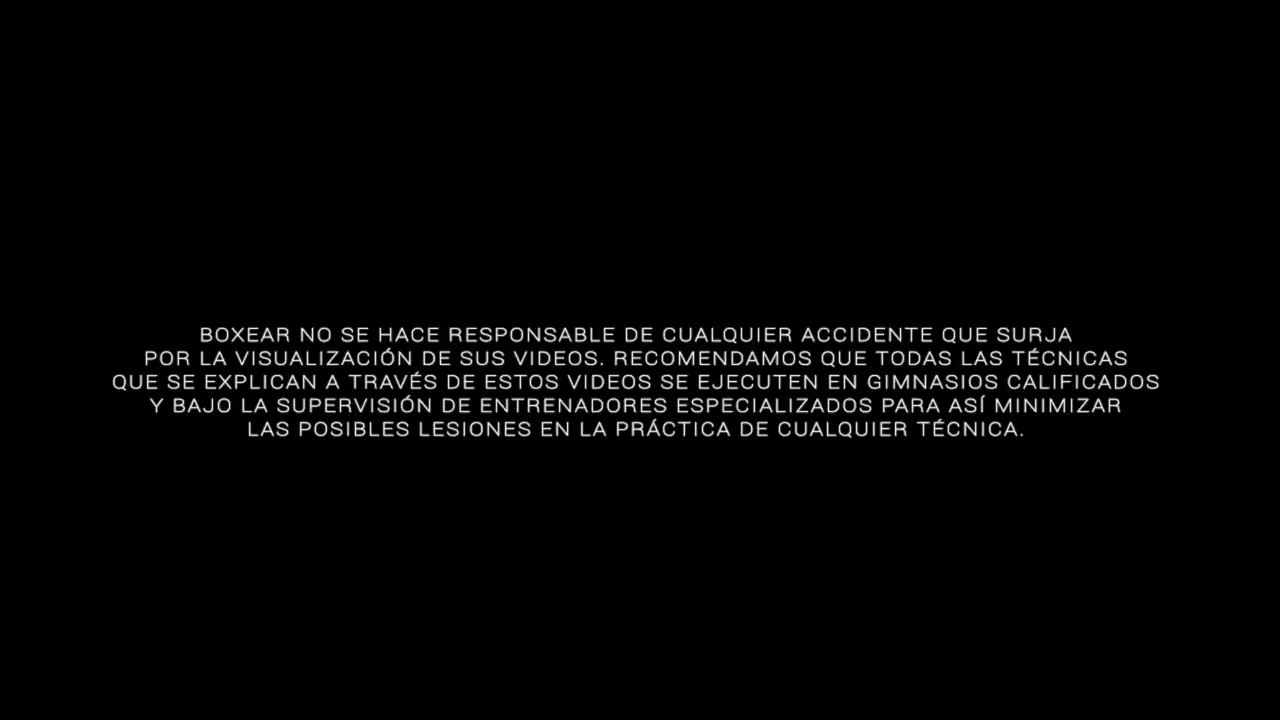 BOXEAR NO SE HACE RESPONSABLE DE CUALQUIER ACCIDENTE QUE SURJA
POR LA VISUALIZACIÓN DE SUS VIDEOS. RECOMENDAMOS QUE TODAS LAS TÉCNICAS
QUE SE EXPLICAN A TRAVÉS DE ESTOS VIDEOS SE EJECUTEN EN GIMNASIOS CALIFICADOS
Y BAJO LA SUPERVISIÓN DE ENTRENADORES ESPECIALIZADOS PARA ASÍ MINIMIZAR
LAS POSIBLES LESIONES EN LA PRÁCTICA DE CUALQUIER TÉCNICA.